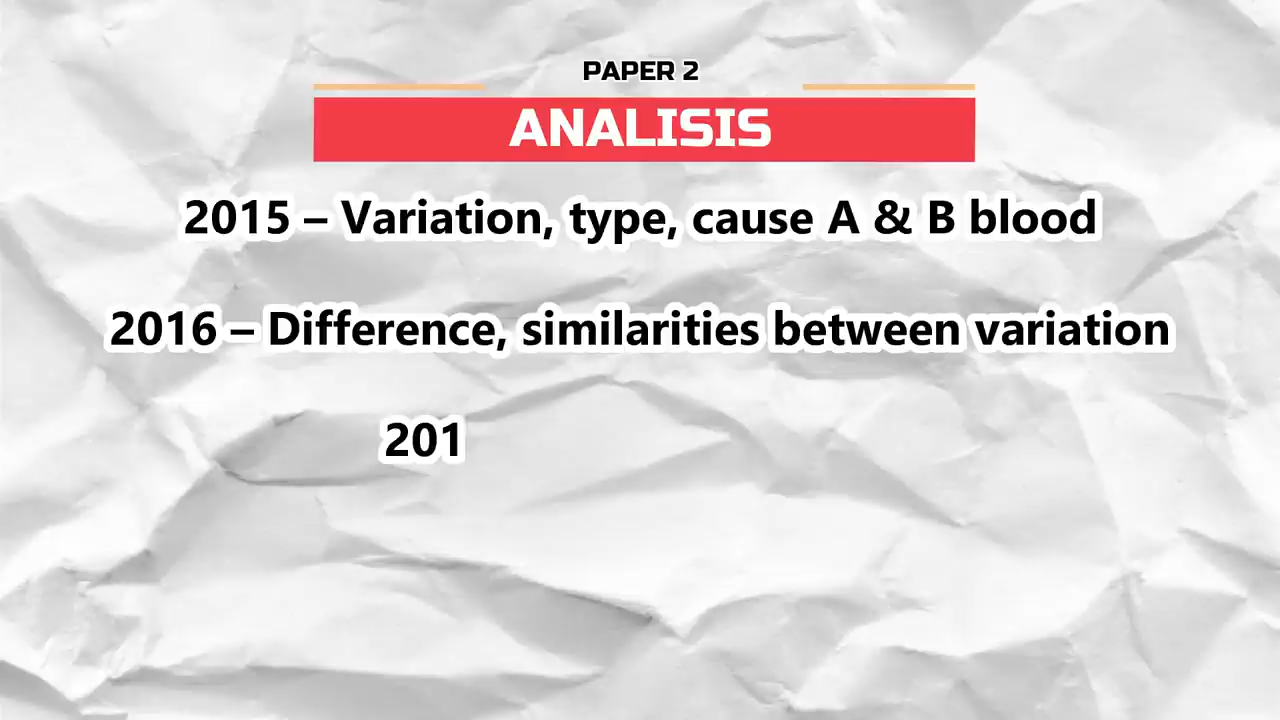 PAPER 2
ANALISIS
2015 – Variation, type, cause A & B blood
2016 – Difference, similarities between variation
201